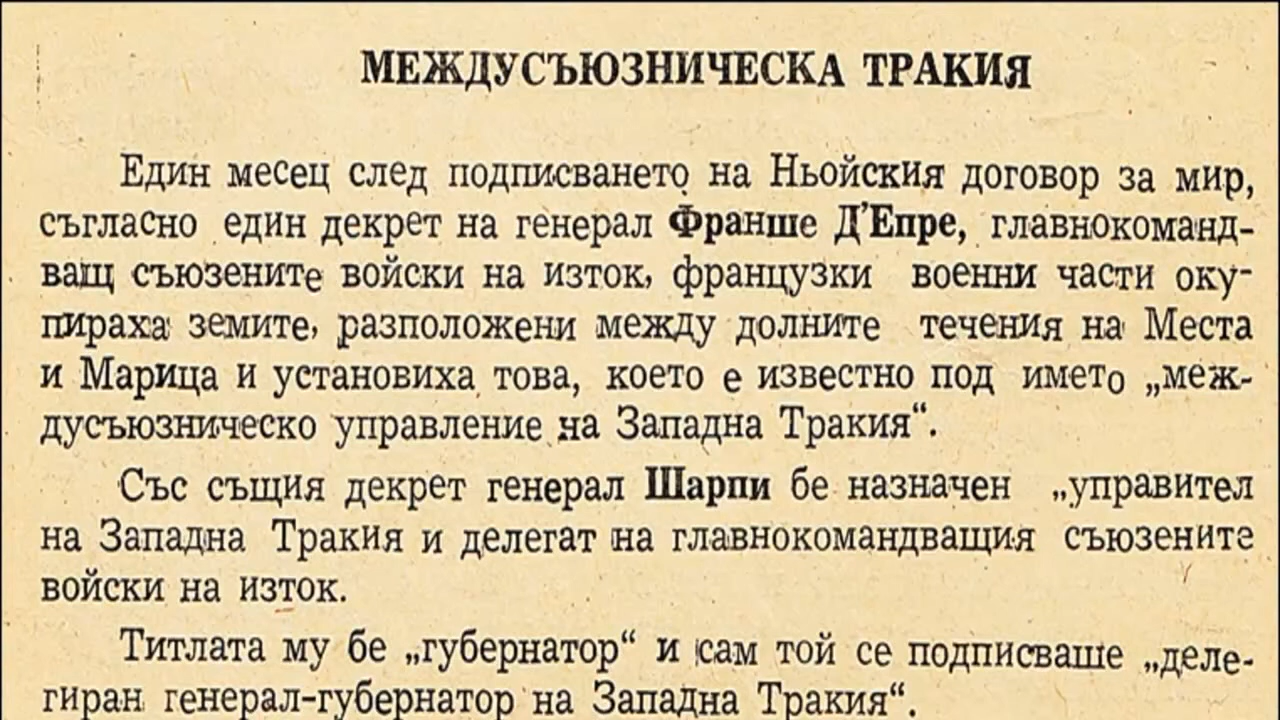 МЕЖДУСЪЮЗНИЧЕСКА ТРАКИЯ
Един месец след подписването на Ньойския договор за мир,
съгласно един декрет на генерал Франше Д’Епре, главнокоманд-
ващ съюзените войски на изток, французки военни части оку-
пираха земите, разположени между долните течения на Места
и Марица и установиха това, което е известно под името „меж-
дусъюзническо управление на Западна Тракия“.
Със същия декрет генерал Шарпи бе назначен „управител
на Западна Тракия и делегат на главнокомандващия съюзените
войски на изток.
Титлата му бе „губернатор“ и сам той се подписваше „деле-
гиран генерал-губернатор на Западна Тракия“.